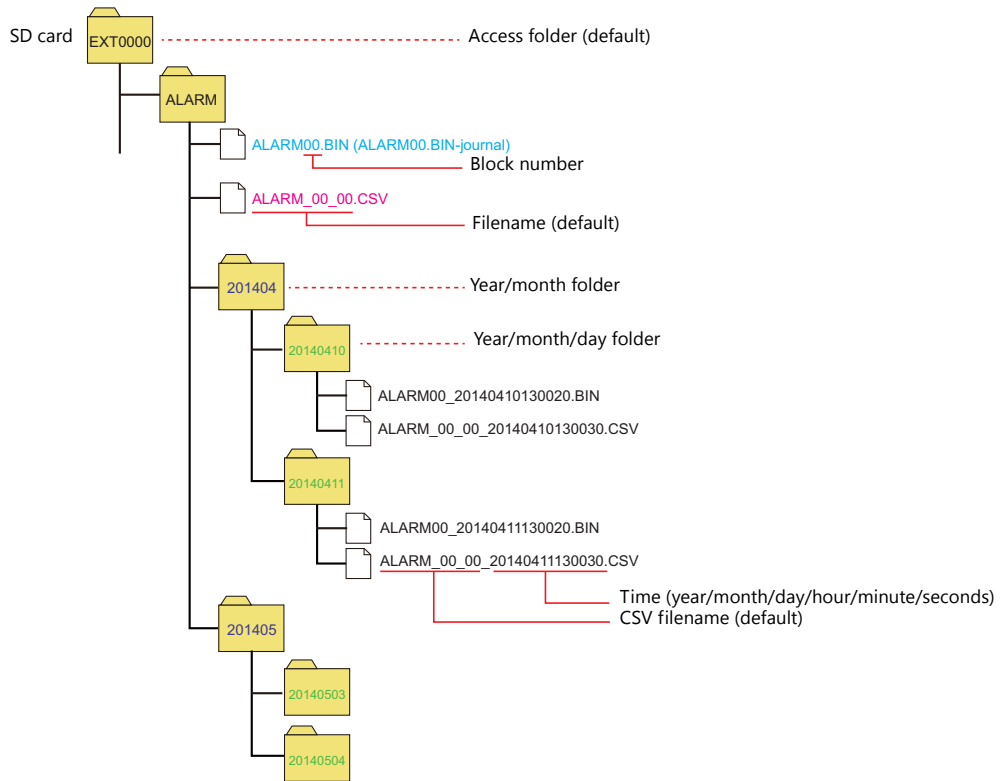 SD card
EXT0000
Access folder (default)
ALARM
ALARM00.BIN (ALARM00.BIN-journal)
Block number
ALARM_00_00.CSV
Filename (default)
201404
Year/month folder
20140410
Year/month/day folder
ALARM00_20140410130020.BIN
ALARM_00_00_20140410130030.CSV
20140411
ALARM00_20140411130020.BIN
ALARM_00_00_20140411130030.CSV
Time (year/month/day/hour/minute/seconds)
CSV filename (default)
201405
20140503
20140504